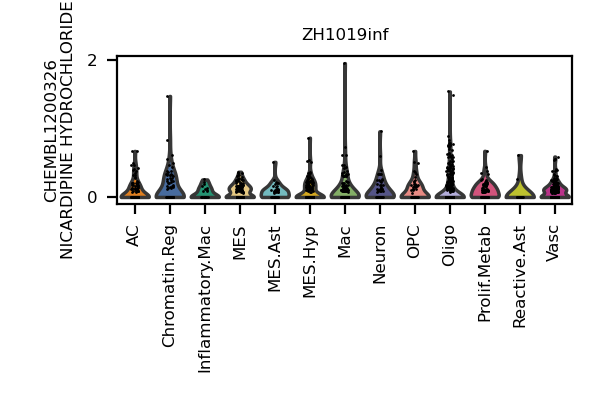 ZH1019inf
CHEMBL1200326
NICARDIPINE HYDROCHLORIDE
2
0
AC
Chromatin.Reg
Inflammatory.Mac
MES
MES.Ast
MES.Hyp
Mac
Neuron
OPC
Oligo
Prolif.Metab
Reactive.Ast
Vasc